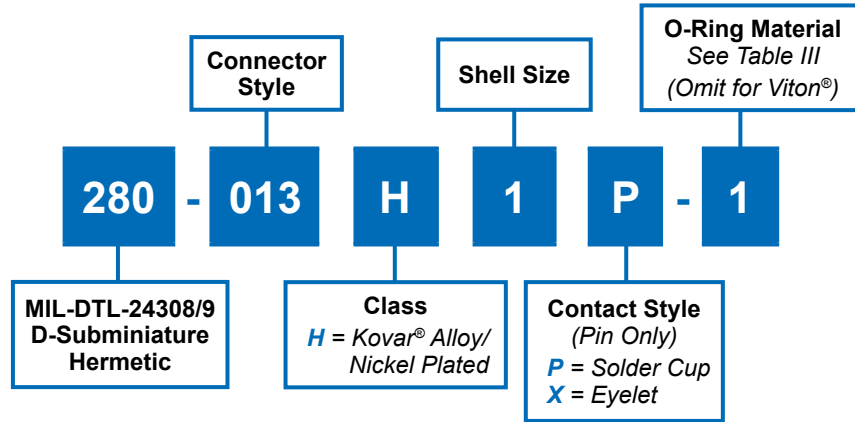 O-Ring Material
See Table III
(Omit for Viton®)
Connector
Style
Shell Size
280 - 013 H 1 P - 1
MIL-DTL-24308/9
D-Subminiature
Hermetic
Class
H = Kovar® Alloy/
Nickel Plated
Contact Style
(Pin Only)
P = Solder Cup
X = Eyelet